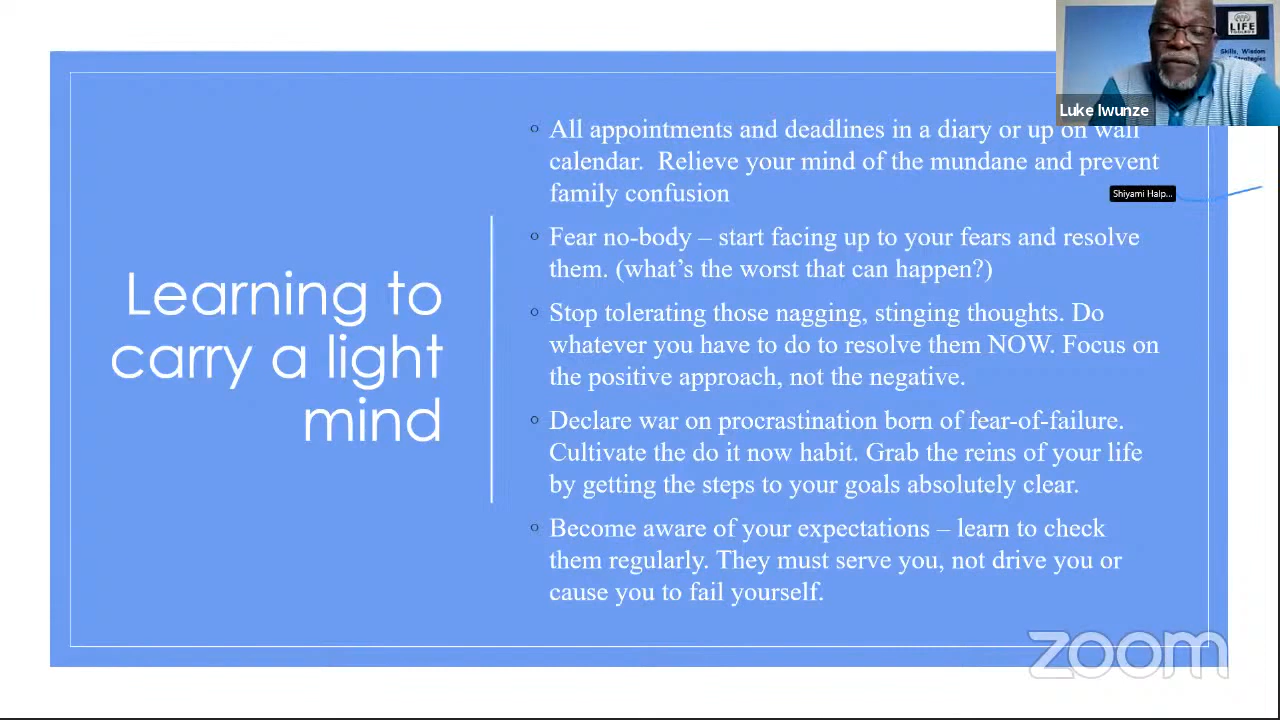 LIFE
Skills, Wisdom
Strategies
Luke Iwunze
Learning to
carry a light
mind
All appointments and deadlines in a diary or up on wall
calendar.  Relieve your mind of the mundane and prevent
family confusion
Shiyami Halp...
Fear no-body – start facing up to your fears and resolve
them. (what’s the worst that can happen?)
Stop tolerating those nagging, stinging thoughts. Do
whatever you have to do to resolve them NOW. Focus on
the positive approach, not the negative.
Declare war on procrastination born of fear-of-failure.
Cultivate the do it now habit. Grab the reins of your life
by getting the steps to your goals absolutely clear.
Become aware of your expectations – learn to check
them regularly. They must serve you, not drive you or
cause you to fail yourself.
zoom